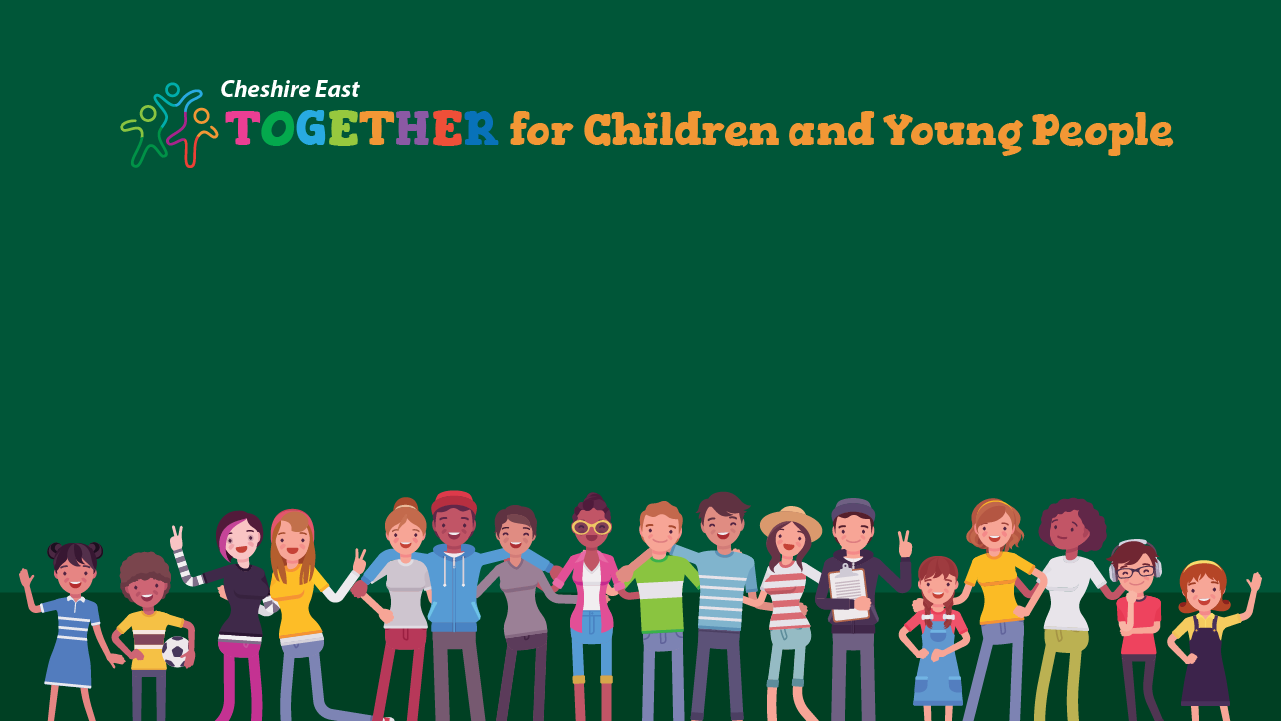 Cheshire East
TOGETHER for Children and Young People